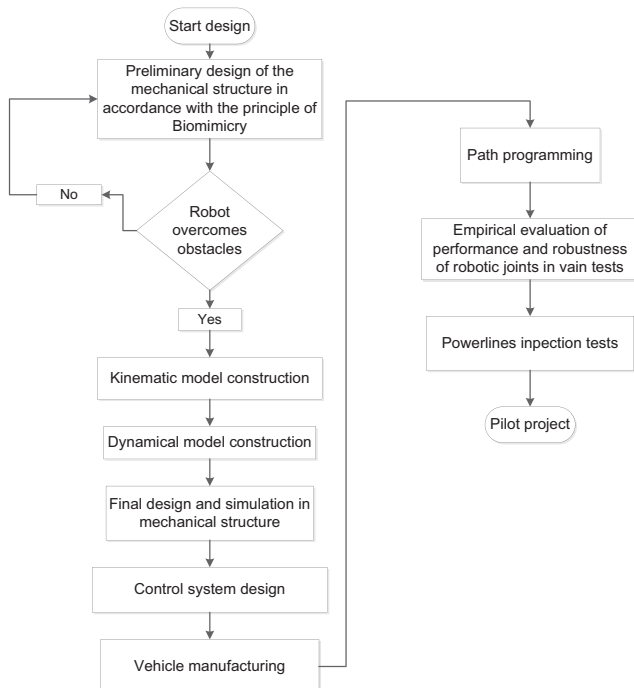 Start design
Preliminary design of the
mechanical structure in
accordance with the principle of
Biomimicry
No
Robot
overcomes
obstacles
Yes
Kinematic model construction
Dynamical model construction
Final design and simulation in
mechanical structure
Control system design
Vehicle manufacturing
Path programming
Empirical evaluation of
performance and robustness
of robotic joints in vain tests
Powerlines inpection tests
Pilot project